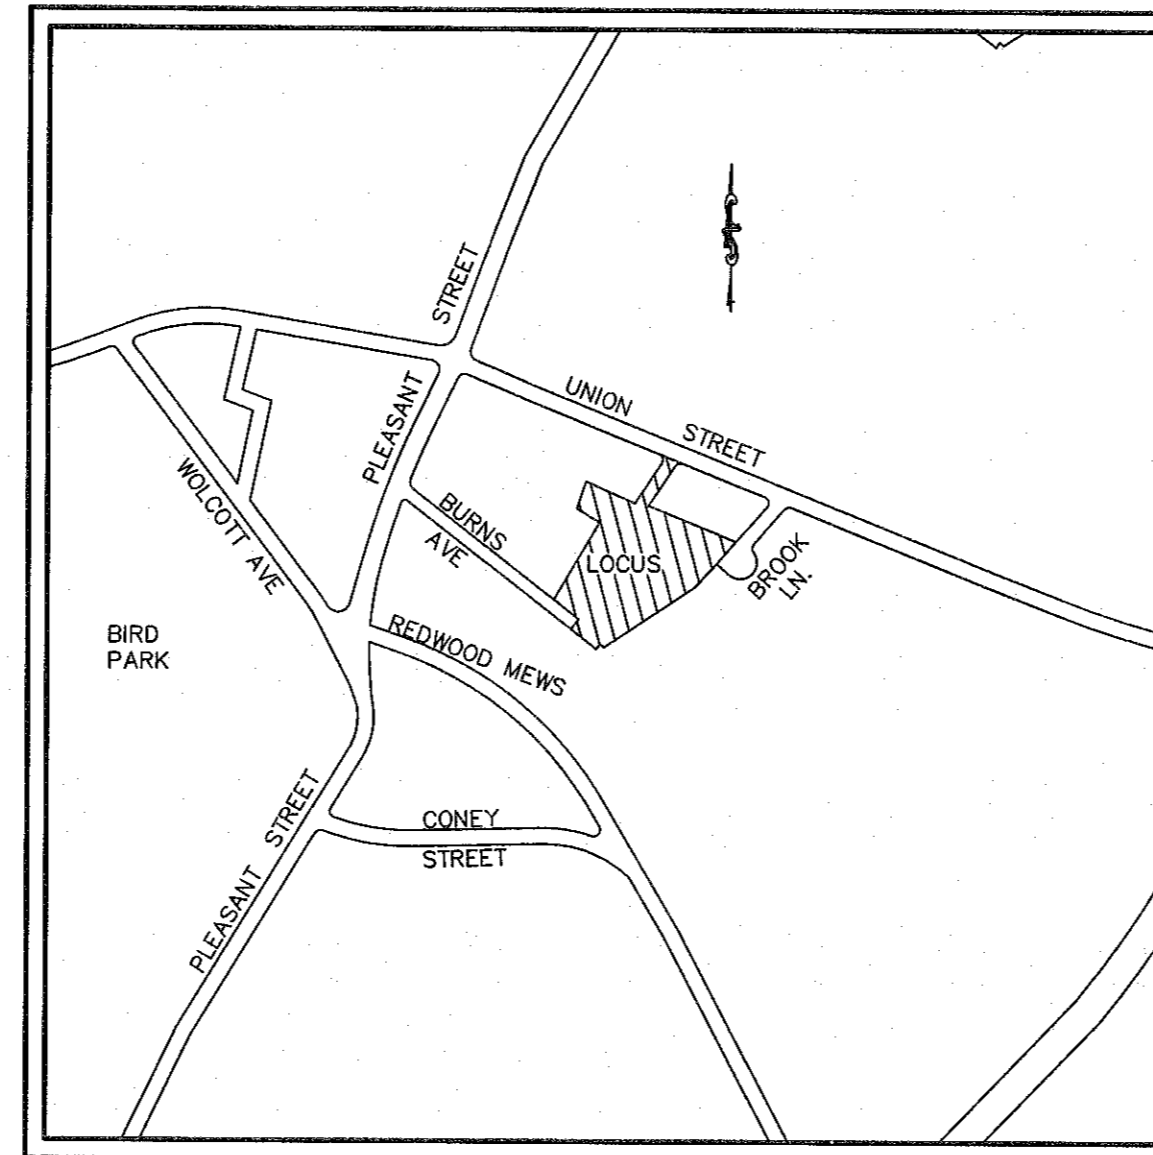 STREET
PLEASANT
UNION
STREET
WOLCOTT AVE
BURNS
AVE
LOCUS
BROOK
LN.
BIRD
PARK
REDWOOD MEWS
PLEASANT STREET
CONEY
STREET